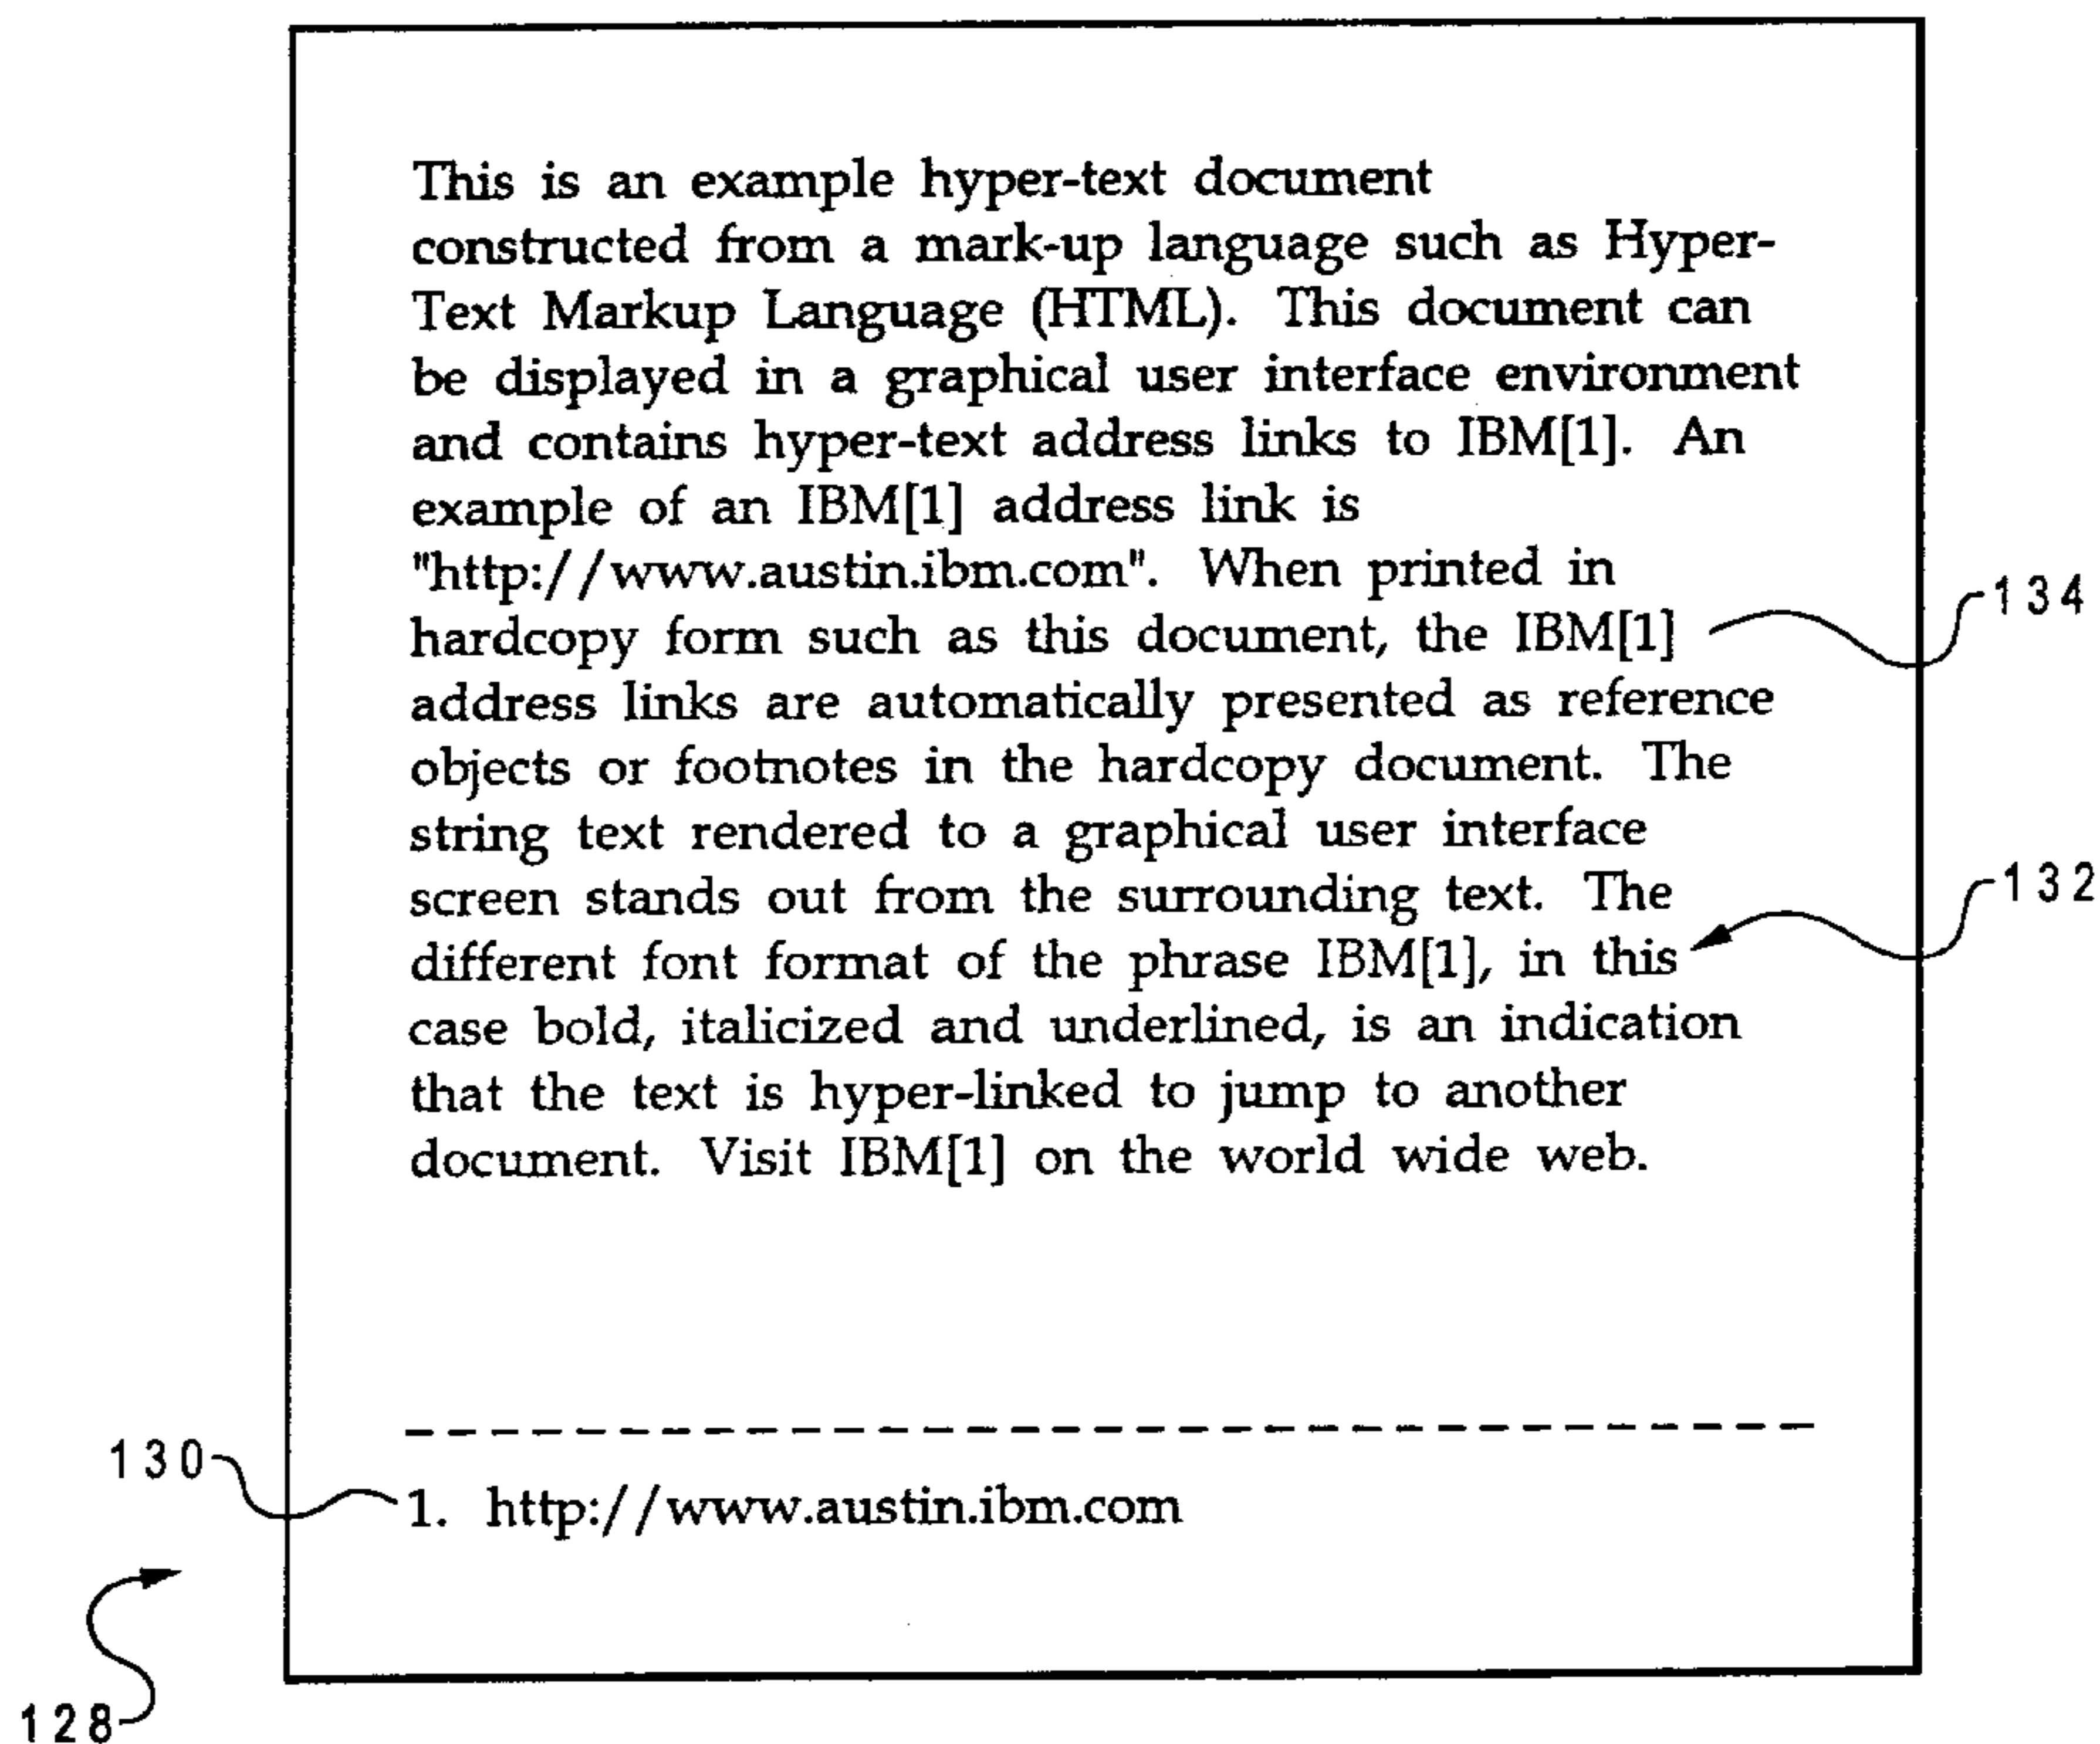 This is an example hyper-text document
constructed from a mark-up language such as Hyper-
Text Markup Language (HTML). This document can
be displayed in a graphical user interface environment
and contains hyper-text address links to IBM[1]. An
example of an IBM[1] address link is
"http://www.austin.ibm.com". When printed in
hardcopy form such as this document, the IBM[1]
134
address links are automatically presented as reference
objects or footnotes in the hardcopy document. The
string text rendered to a graphical user interface
screen stands out from the surrounding text. The
132
different font format of the phrase IBM[1], in this
case bold, italicized and underlined, is an indication
that the text is hyper-linked to jump to another
document. Visit IBM[1] on the world wide web.
130
1. http://www.austin.ibm.com
128